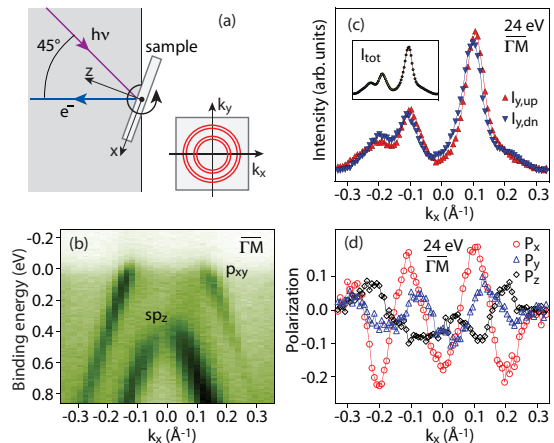 (a)
hν
45°
sample
z
e⁻
x
k_y
k_x
(b)
Γ̅M̅
p_xy
sp_z
Binding energy (eV)
-0.2
0.0
0.2
0.4
0.6
0.8
-0.3 -0.2 -0.1 0.0 0.1 0.2 0.3
k_x (Å⁻¹)
(c)
24 eV
Γ̅M̅
I_tot
I_y,up
I_y,dn
Intensity (arb. units)
-0.3 -0.2 -0.1 0.0 0.1 0.2 0.3
k_x (Å⁻¹)
(d)
24 eV
Γ̅M̅
P_x
P_y
P_z
Polarization
0.1
0.0
-0.1
-0.2
-0.3 -0.2 -0.1 0.0 0.1 0.2 0.3
k_x (Å⁻¹)